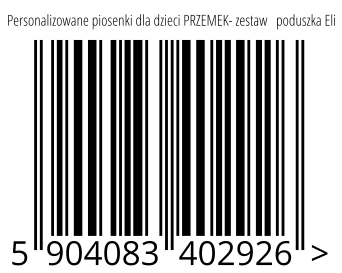 Personalizowane piosenki dla dzieci PRZEMEK- zestaw poduszka Eli
5 904083 402926 >